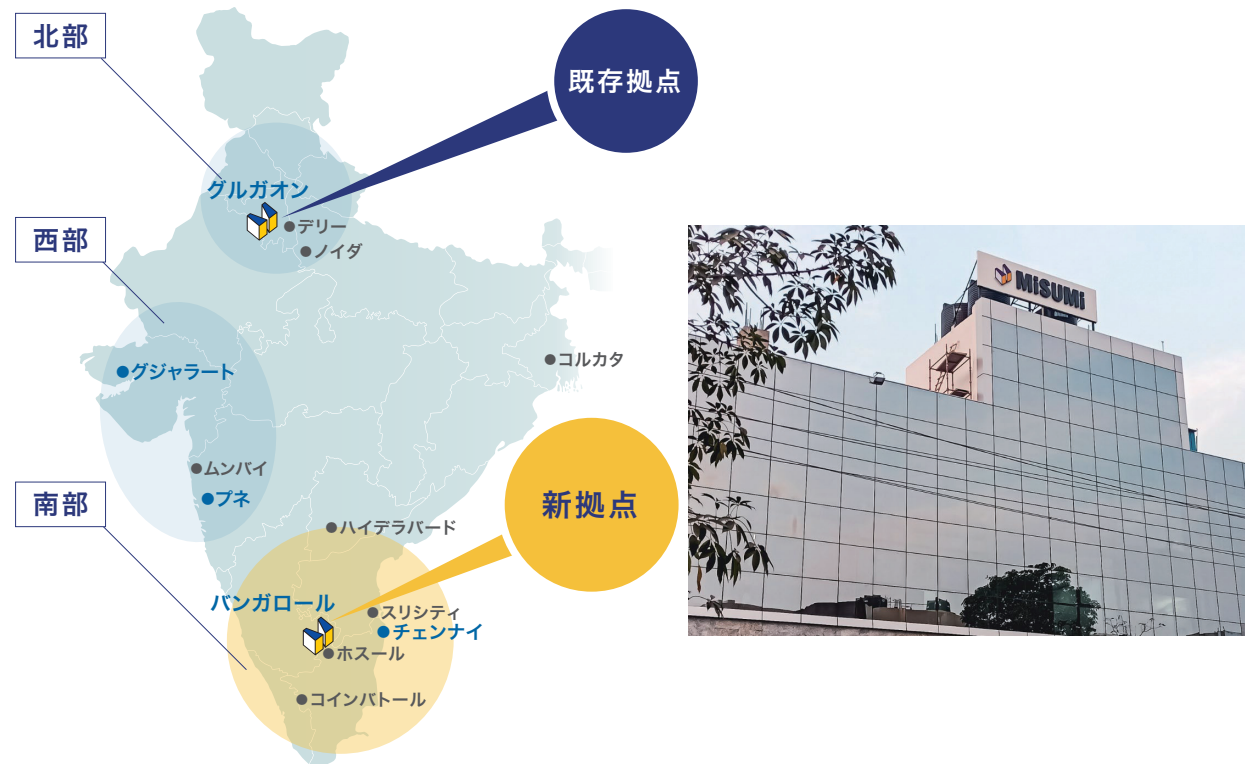 北部
既存拠点
グルガオン
デリー
ノイダ
西部
グジャラート
コルカタ
ムンバイ
プネ
南部
新拠点
ハイデラバード
バンガロール
スリシティ
チェンナイ
ホスール
コインバトール
MiSUMi